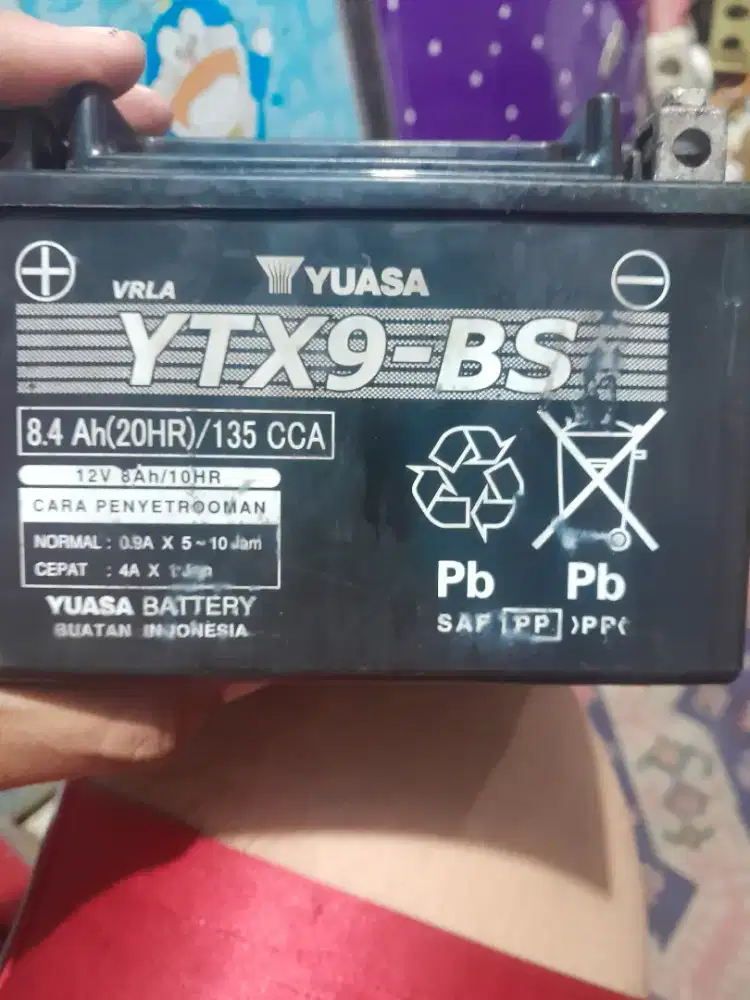 VRLA YUASA
YTX9-BS
8.4 Ah(20HR)/135 CCA
12V 8Ah/10HR
CARA PENYETROOMAN
NORMAL : 0.9A X 5 ~ 10 Jam
CEPAT : 4A X 1 Jam
YUASA BATTERY
BUATAN INDONESIA
Pb Pb
PP >PP<